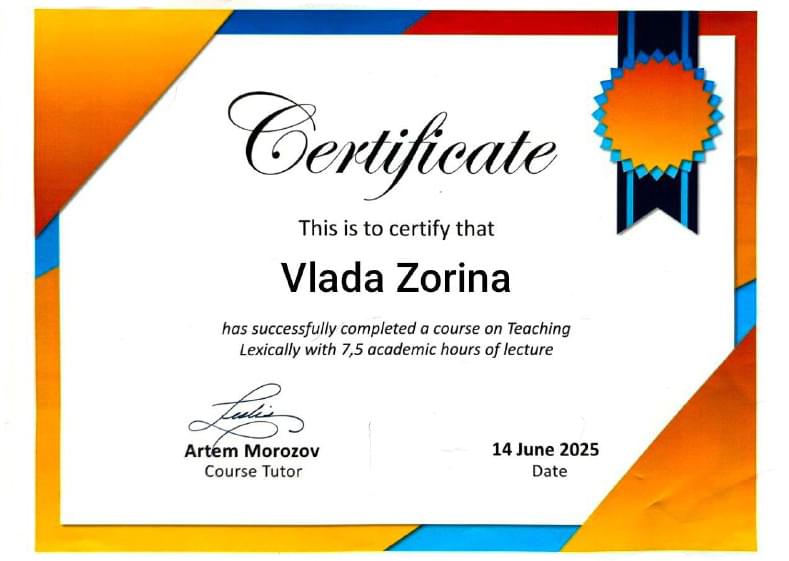 Certificate
This is to certify that
Vlada Zorina
has successfully completed a course on Teaching
Lexically with 7,5 academic hours of lecture
Artem Morozov
Course Tutor
14 June 2025
Date